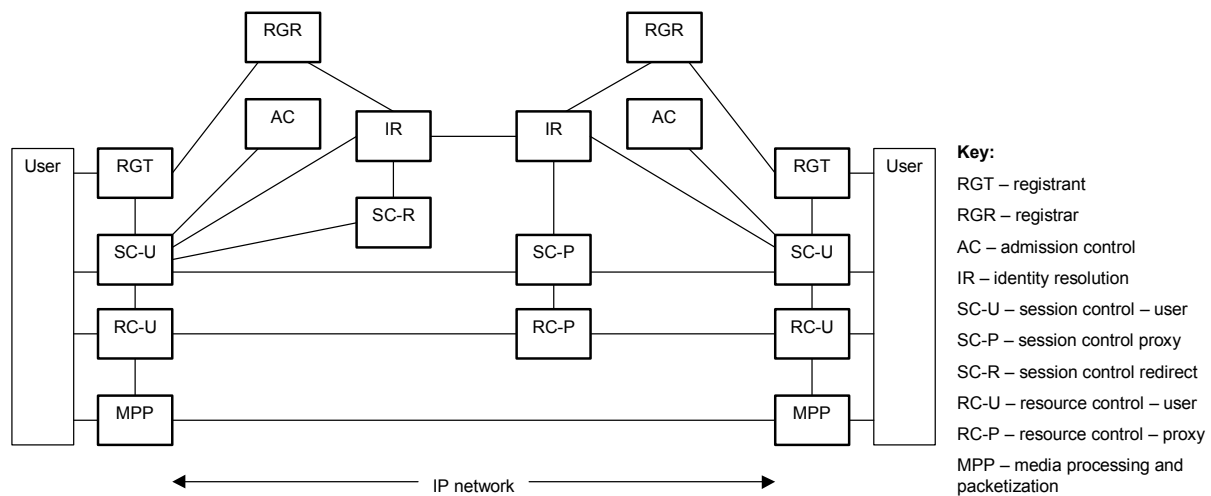 RGR
RGR
AC
IR
IR
AC
User
RGT
RGT
User
SC-R
SC-U
SC-P
SC-U
RC-U
RC-P
RC-U
MPP
MPP
IP network
Key:
RGT – registrant
RGR – registrar
AC – admission control
IR – identity resolution
SC-U – session control – user
SC-P – session control proxy
SC-R – session control redirect
RC-U – resource control – user
RC-P – resource control – proxy
MPP – media processing and
packetization